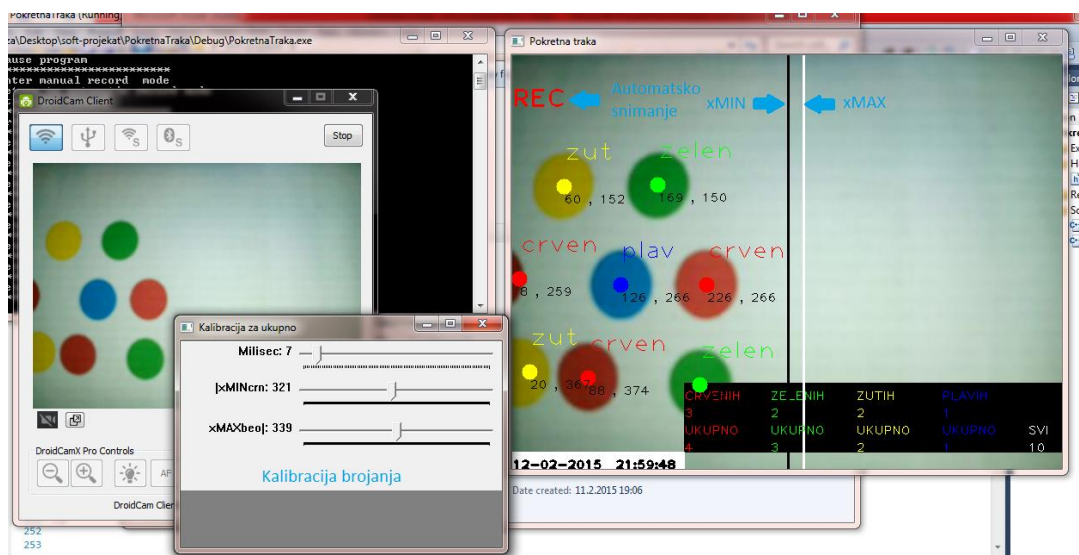 PokretnaTraka (Running)
za\Desktop\soft-projekat\PokretnaTraka\Debug\PokretnaTraka.exe
ause program
*************************
nter manual record mode
DroidCam Client
Stop
DroidCamX Pro Controls
AF
DroidCam Clien
252
253
Kalibracija za ukupno
Milisec: 7
|xMINcrn: 321
xMAXbeo|: 339
Kalibracija brojanja
Pokretna traka
REC
Automatsko
snimanje
xMIN
xMAX
zut
zelen
60 , 152
169 , 150
crven
plav
crven
8 , 259
126 , 266
226 , 266
zut
crven
zelen
20 , 367
88 , 374
CRVENIH ZELENIH ZUTIH PLAVIH
3 2 2 1
UKUPNO UKUPNO UKUPNO UKUPNO SVI
4 3 2 1 10
12-02-2015 21:59:48
Date created: 11.2.2015 19:06